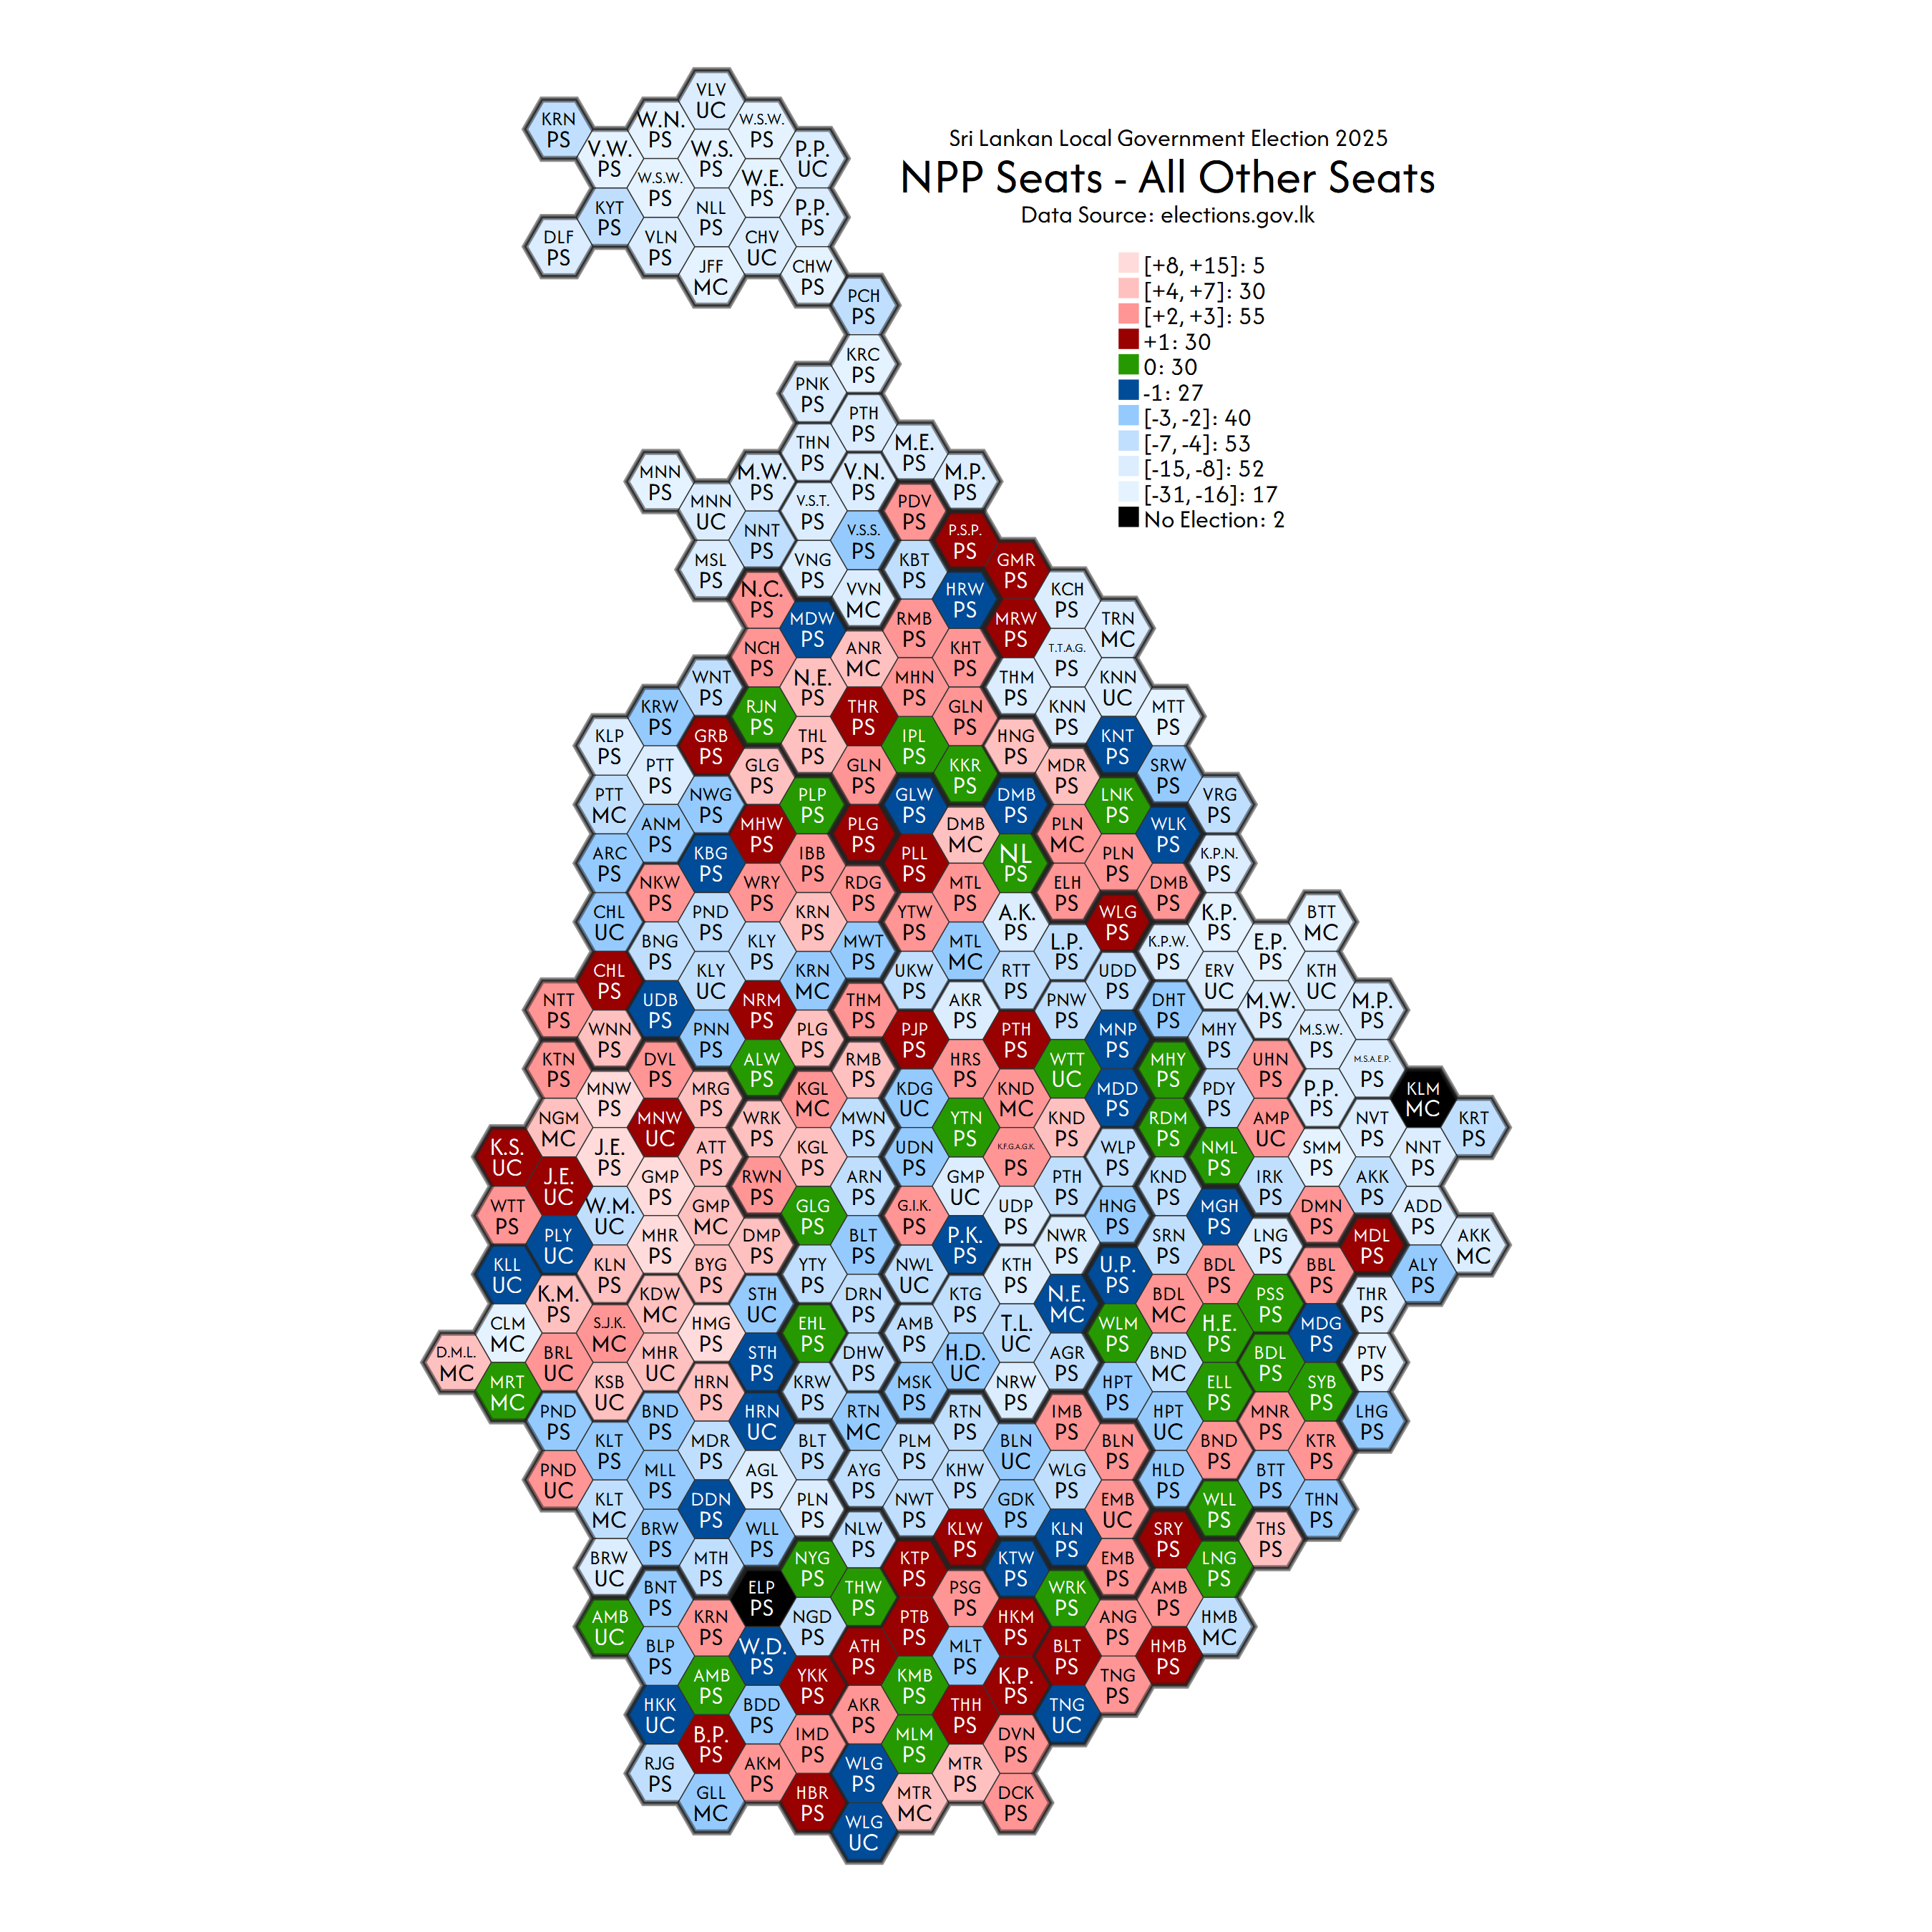 Sri Lankan Local Government Election 2025
NPP Seats - All Other Seats
Data Source: elections.gov.lk
[+8, +15]: 5
[+4, +7]: 30
[+2, +3]: 55
+1: 30
0: 30
-1: 27
[-3, -2]: 40
[-7, -4]: 53
[-15, -8]: 52
[-31, -16]: 17
No Election: 2
VLV UC
KRN PS W.N. PS W.S.W. PS
V.W. PS W.S. PS P.P. UC
W.S.W. PS W.E. PS
KYT PS NLL PS P.P. PS
DLF PS VLN PS CHV UC
JFF MC CHW PS
PCH PS
KRC PS
PNK PS
PTH PS
THN PS M.E. PS
MNN PS M.W. PS V.N. PS M.P. PS
MNN UC V.S.T. PS PDV PS
NNT PS V.S.S. PS P.S.P. PS
MSL PS VNG PS KBT PS GMR PS
N.C. PS VVN MC HRW PS KCH PS
MDW PS RMB PS MRW PS TRN MC
NCH PS ANR MC KHT PS T.T.A.G. PS
WNT PS N.E. PS MHN PS THM PS KNN UC
KRW PS RJN PS THR PS GLN PS KNN PS MTT PS
KLP PS GRB PS THL PS IPL PS HNG PS KNT PS
PTT PS GLG PS GLN PS KKR PS MDR PS SRW PS
PTT MC NWG PS PLP PS GLW PS DMB PS LNK PS VRG PS
ANM PS MHW PS PLG PS DMB MC PLN MC WLK PS
ARC PS KBG PS IBB PS PLL PS NL PS PLN PS K.P.N. PS
NKW PS WRY PS RDG PS MTL PS ELH PS DMB PS
CHL UC PND PS KRN PS YTW PS A.K. PS WLG PS K.P. PS BTT MC
BNG PS KLY PS MWT PS MTL MC L.P. PS K.P.W. PS E.P. PS
CHL PS KLY UC KRN MC UKW PS RTT PS UDD PS ERV UC KTH UC
NTT PS UDB PS NRM PS THM PS AKR PS PNW PS DHT PS M.W. PS M.P. PS
WNN PS PNN PS PLG PS PJP PS PTH PS MNP PS MHY PS M.S.W. PS
KTN PS DVL PS ALW PS RMB PS HRS PS WTT UC MHY PS UHN PS M.S.A.E.P. PS
MNW PS MRG PS KGL MC KDG UC KND MC MDD PS PDY PS P.P. PS KLM MC
NGM MC MNW UC WRK PS MWN PS YTN PS KND PS RDM PS AMP UC NVT PS KRT PS
K.S. UC J.E. PS ATT PS KGL PS UDN PS K.F.G.A.G.K. PS WLP PS NML PS SMM PS NNT PS
J.E. UC GMP PS RWN PS ARN PS GMP UC PTH PS KND PS IRK PS AKK PS
WTT PS W.M. UC GMP MC GLG PS G.I.K. PS UDP PS HNG PS MGH PS DMN PS ADD PS
PLY UC MHR PS DMP PS BLT PS P.K. PS NWR PS SRN PS LNG PS MDL PS AKK MC
KLL UC KLN PS BYG PS YTY PS NWL UC KTH PS U.P. PS BDL PS BBL PS ALY PS
K.M. PS KDW MC STH UC DRN PS KTG PS N.E. MC BDL MC PSS PS THR PS
CLM MC S.J.K. MC HMG PS EHL PS AMB PS T.L. UC WLM PS H.E. PS MDG PS
D.M.L. MC BRL UC MHR UC STH PS DHW PS H.D. UC AGR PS BND MC BDL PS PTV PS
MRT MC KSB UC HRN PS KRW PS MSK PS NRW PS HPT PS ELL PS SYB PS
PND PS BND PS HRN UC RTN MC RTN PS IMB PS HPT UC MNR PS LHG PS
KLT PS MDR PS BLT PS PLM PS BLN UC BLN PS BND PS KTR PS
PND UC MLL PS AGL PS AYG PS KHW PS WLG PS HLD PS BTT PS
KLT MC DDN PS PLN PS NWT PS GDK PS EMB UC WLL PS THN PS
BRW PS WLL PS NLW PS KLW PS KLN PS SRY PS THS PS
BRW UC MTH PS NYG PS KTP PS KTW PS EMB PS LNG PS
BNT PS ELP PS THW PS PSG PS WRK PS AMB PS
AMB UC KRN PS NGD PS PTB PS HKM PS ANG PS HMB MC
BLP PS W.D. PS ATH PS MLT PS BLT PS HMB PS
AMB PS YKK PS KMB PS K.P. PS TNG PS
HKK UC BDD PS AKR PS THH PS TNG UC
B.P. PS IMD PS MLM PS DVN PS
RJG PS AKM PS WLG PS MTR PS
GLL MC HBR PS MTR MC DCK PS
WLG UC